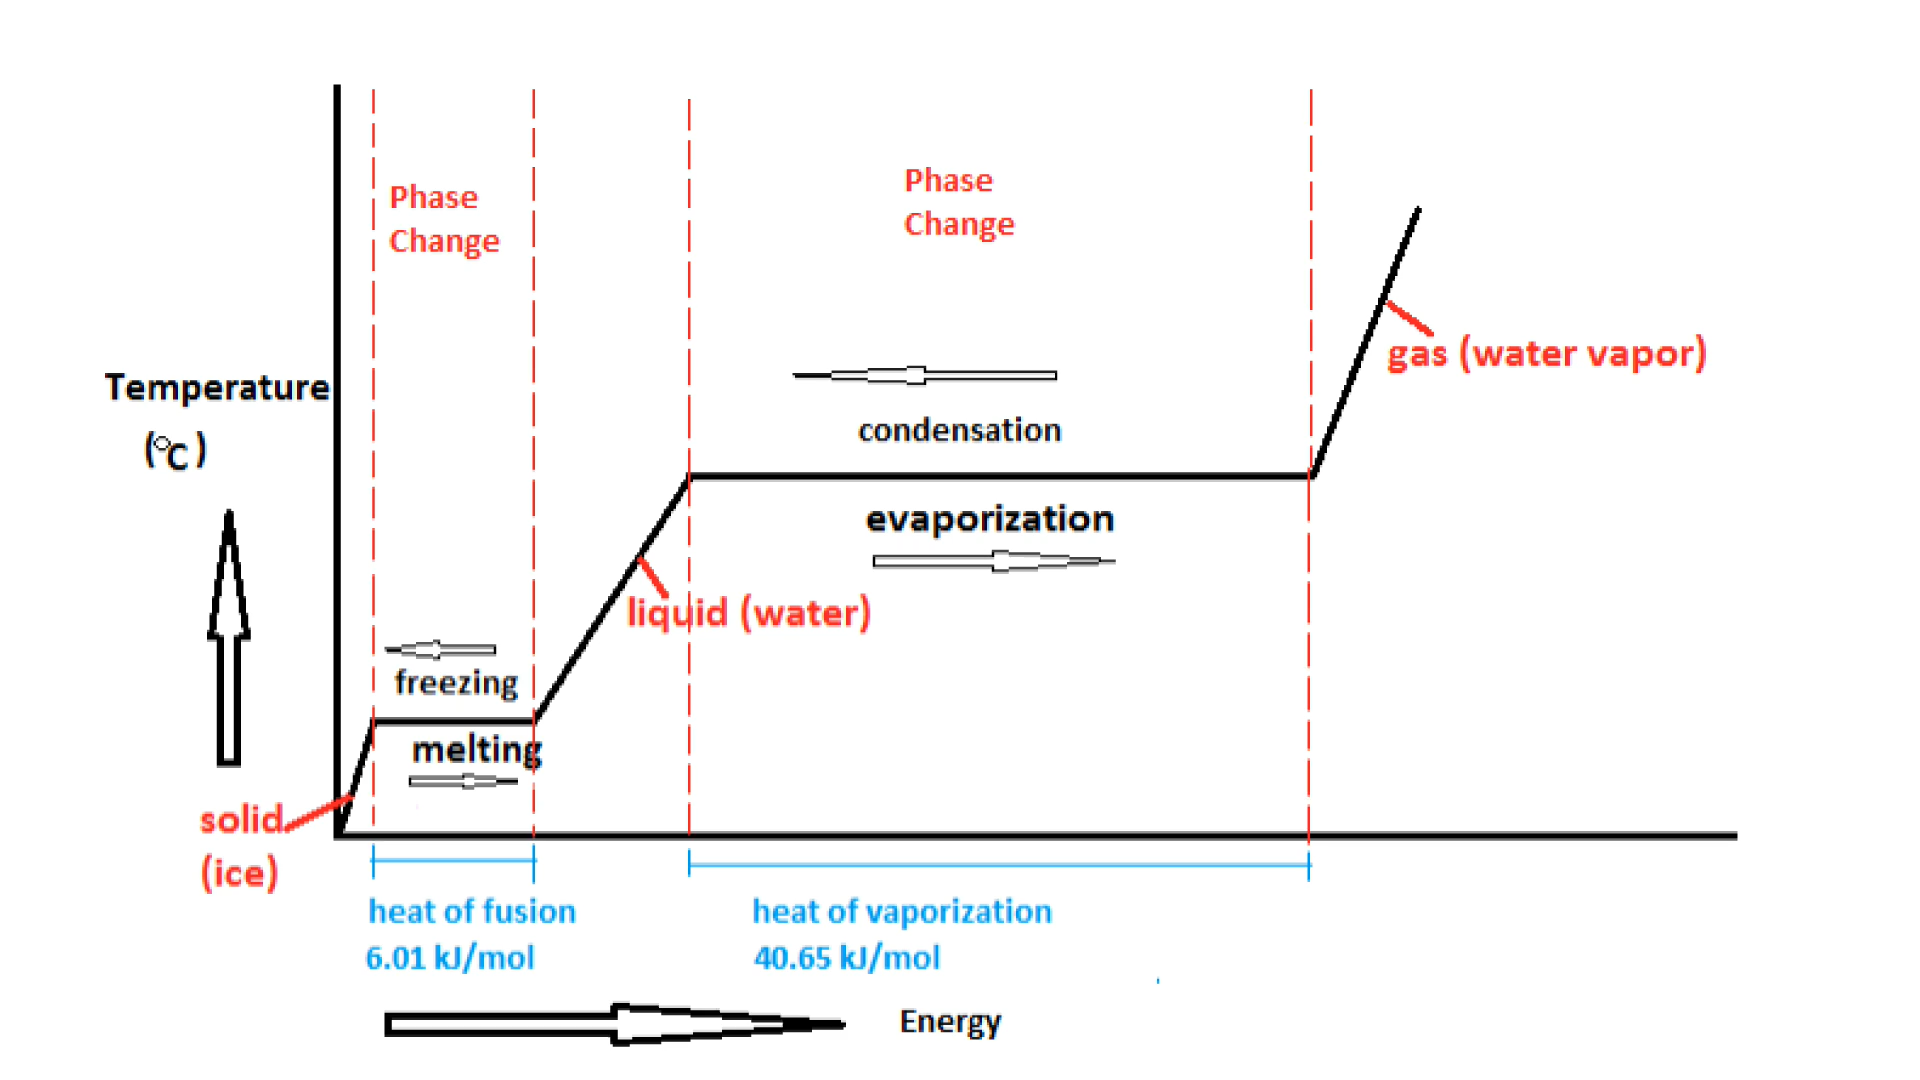 Phase
Change
Phase
Change
gas (water vapor)
Temperature
(°C)
condensation
evaporization
liquid (water)
freezing
melting
solid
(ice)
heat of fusion
6.01 kJ/mol
heat of vaporization
40.65 kJ/mol
Energy